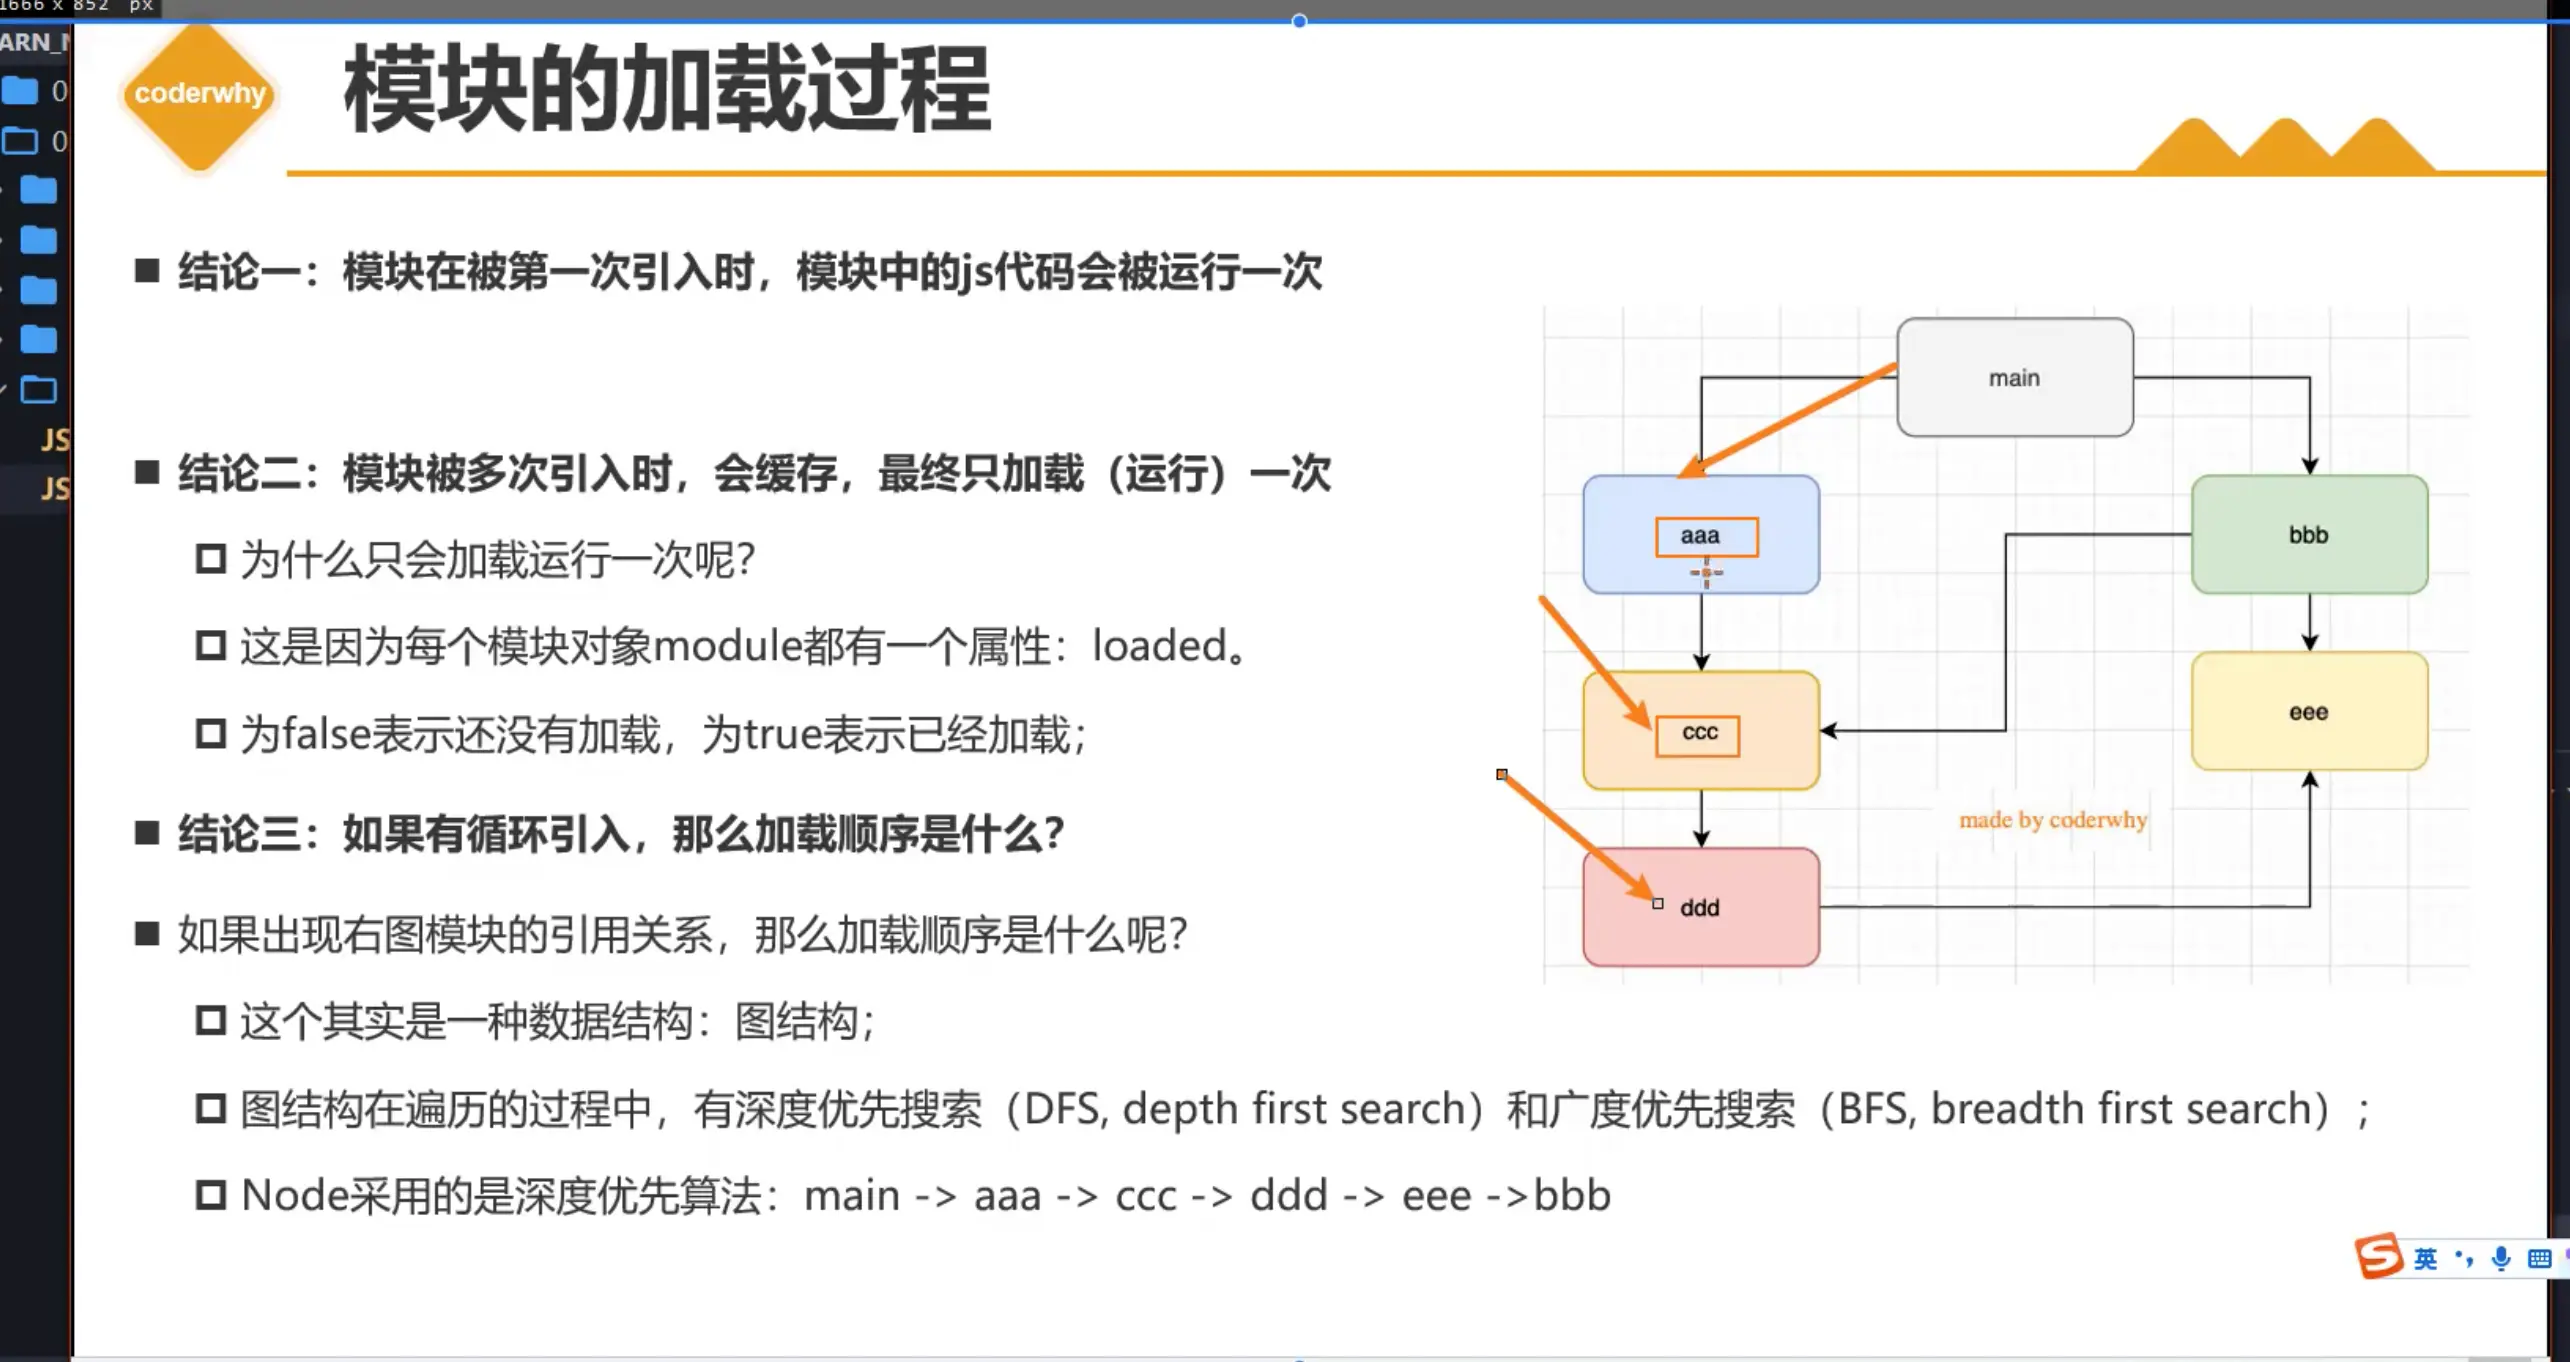 1666 x 852 px
ARN_N
0
0
JS
JS
coderwhy
模块的加载过程
结论一：模块在被第一次引入时，模块中的js代码会被运行一次
结论二：模块被多次引入时，会缓存，最终只加载（运行）一次
为什么只会加载运行一次呢？
这是因为每个模块对象module都有一个属性：loaded。
为false表示还没有加载，为true表示已经加载；
结论三：如果有循环引入，那么加载顺序是什么？
如果出现右图模块的引用关系，那么加载顺序是什么呢？
这个其实是一种数据结构：图结构；
图结构在遍历的过程中，有深度优先搜索（DFS, depth first search）和广度优先搜索（BFS, breadth first search）；
Node采用的是深度优先算法：main -> aaa -> ccc -> ddd -> eee ->bbb
main
aaa
bbb
ccc
eee
made by coderwhy
ddd
英